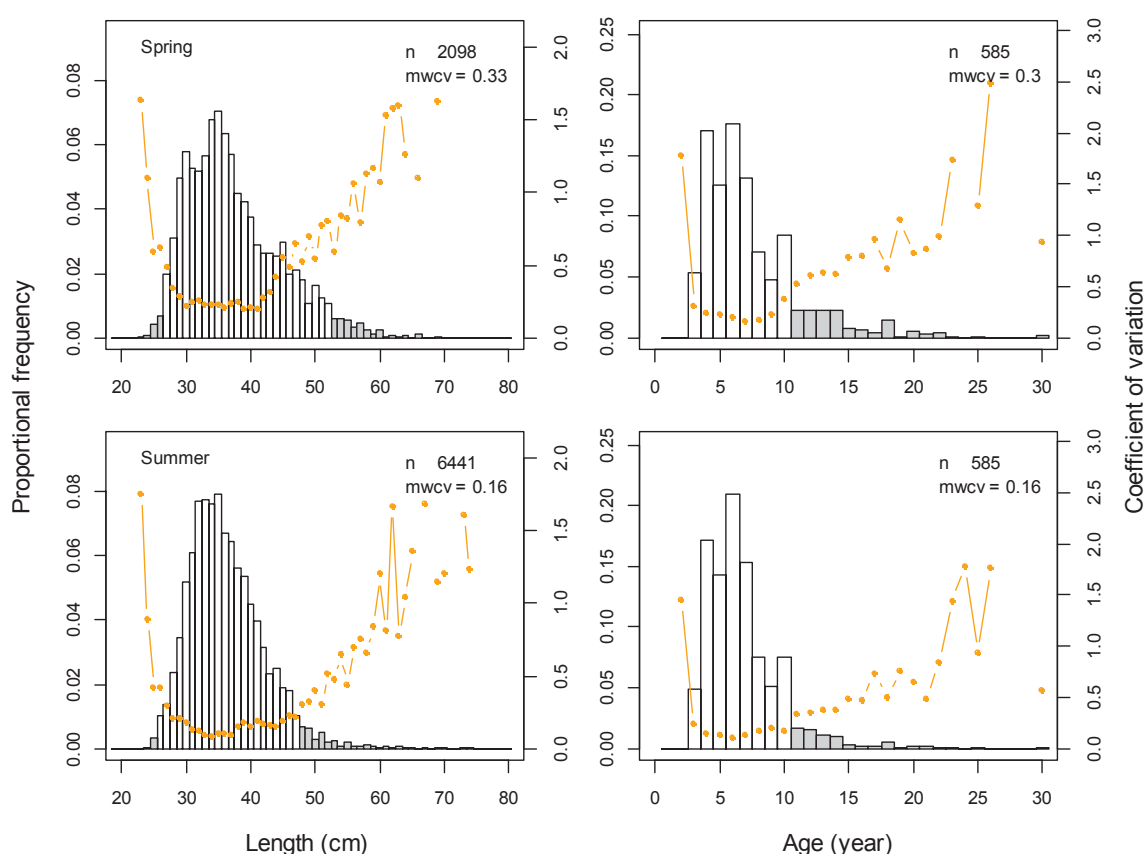 Spring
n 2098
mwcv = 0.33
0.00 0.02 0.04 0.06 0.08
0.0 0.5 1.0 1.5 2.0
20 30 40 50 60 70 80
n 585
mwcv = 0.3
0.00 0.05 0.10 0.15 0.20 0.25
0.0 0.5 1.0 1.5 2.0 2.5 3.0
0 5 10 15 20 25 30
Summer
n 6441
mwcv = 0.16
0.00 0.02 0.04 0.06 0.08
0.0 0.5 1.0 1.5 2.0
20 30 40 50 60 70 80
n 585
mwcv = 0.16
0.00 0.05 0.10 0.15 0.20 0.25
0.0 0.5 1.0 1.5 2.0 2.5 3.0
0 5 10 15 20 25 30
Proportional frequency
Coefficient of variation
Length (cm)
Age (year)